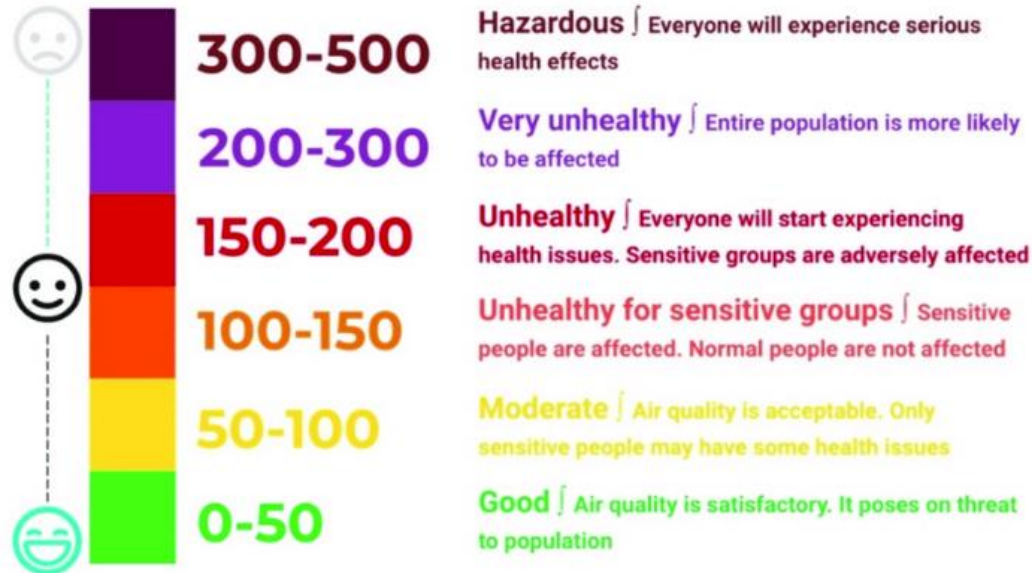 300-500
Hazardous ∫ Everyone will experience serious
health effects
200-300
Very unhealthy ∫ Entire population is more likely
to be affected
150-200
Unhealthy ∫ Everyone will start experiencing
health issues. Sensitive groups are adversely affected
100-150
Unhealthy for sensitive groups ∫ Sensitive
people are affected. Normal people are not affected
50-100
Moderate ∫ Air quality is acceptable. Only
sensitive people may have some health issues
0-50
Good ∫ Air quality is satisfactory. It poses on threat
to population